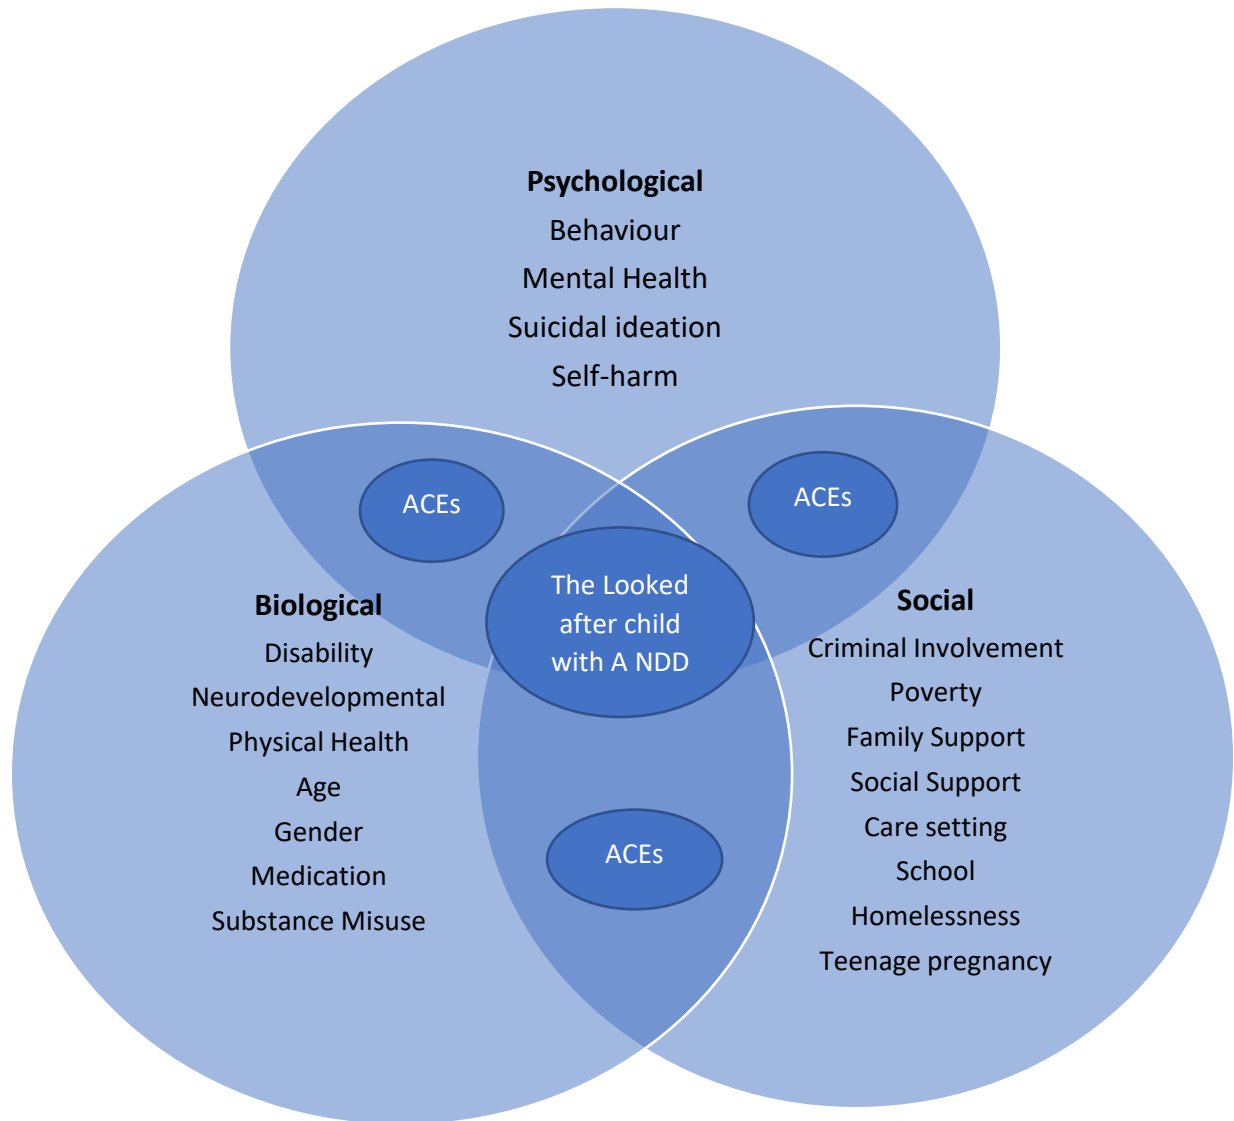 Psychological
Behaviour
Mental Health
Suicidal ideation
Self-harm
ACEs
ACEs
The Looked
after child
with A NDD
Biological
Disability
Neurodevelopmental
Physical Health
Age
Gender
Medication
Substance Misuse
Social
Criminal Involvement
Poverty
Family Support
Social Support
Care setting
School
Homelessness
Teenage pregnancy
ACEs